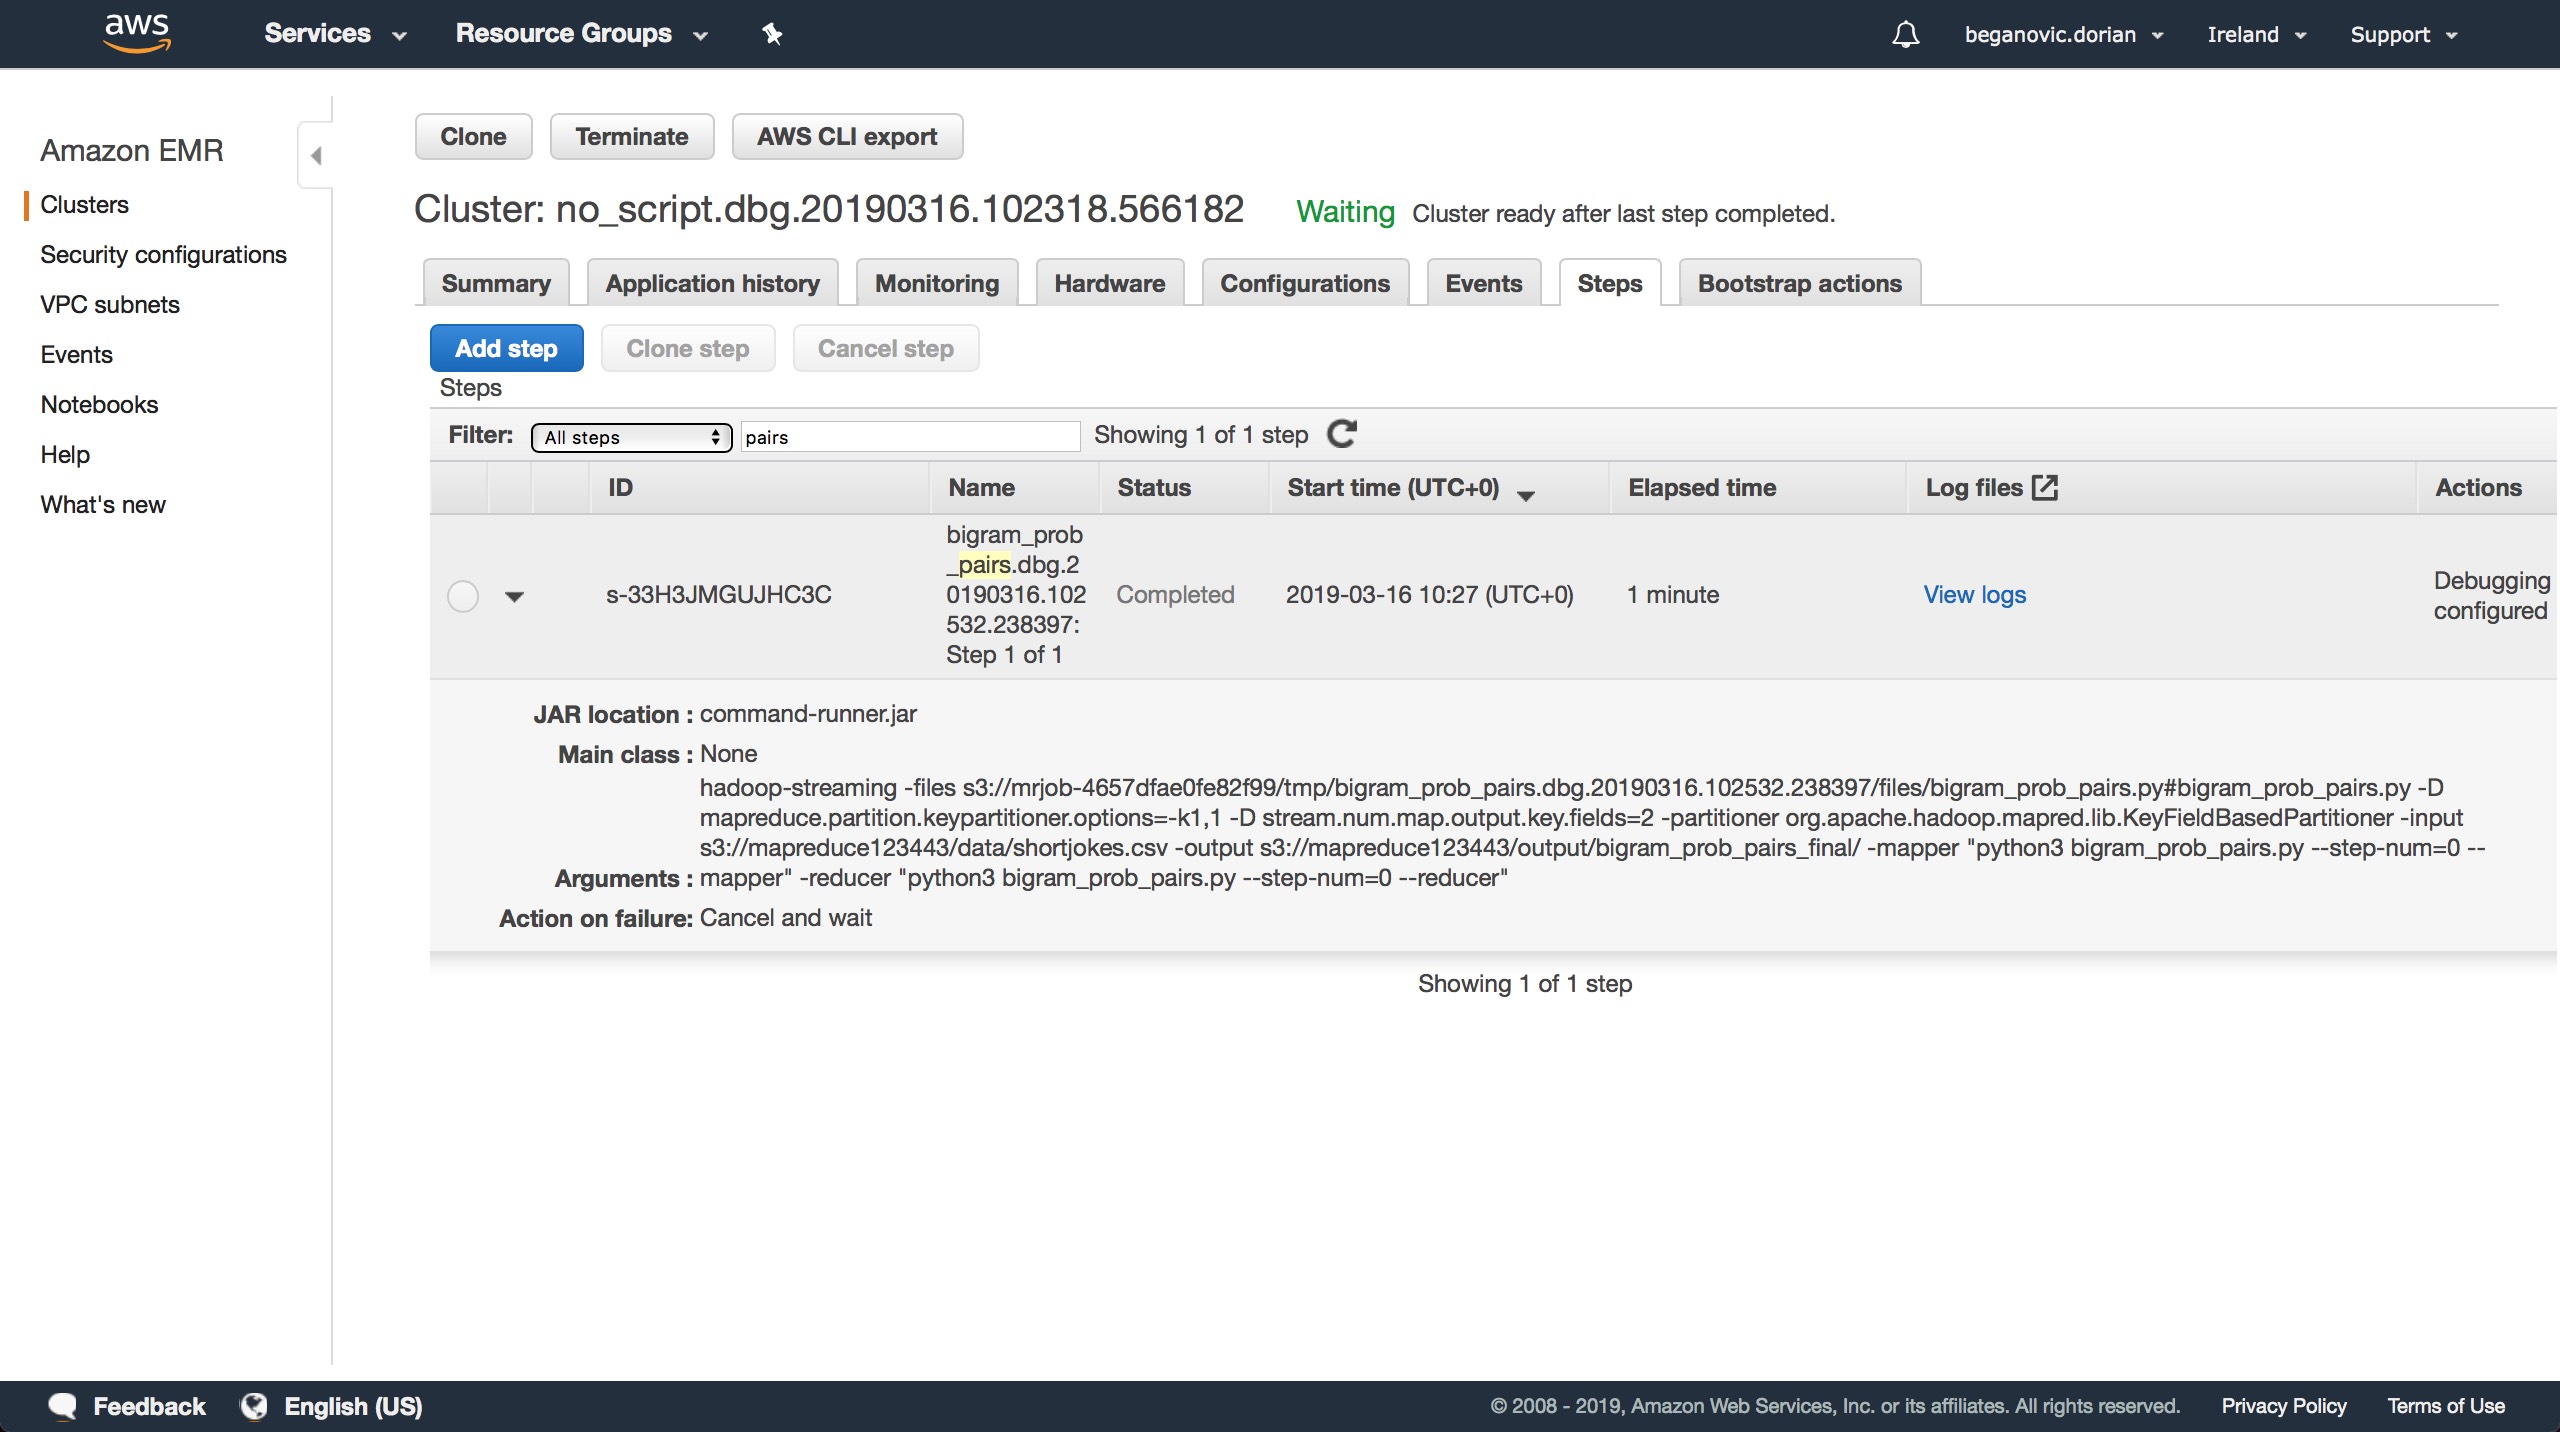 aws Services Resource Groups beganovic.dorian Ireland Support
Amazon EMR
Clusters
Security configurations
VPC subnets
Events
Notebooks
Help
What's new
Clone Terminate AWS CLI export
Cluster: no_script.dbg.20190316.102318.566182 Waiting Cluster ready after last step completed.
Summary Application history Monitoring Hardware Configurations Events Steps Bootstrap actions
Add step Clone step Cancel step
Steps
Filter: All steps pairs Showing 1 of 1 step
ID Name Status Start time (UTC+0) Elapsed time Log files Actions
s-33H3JMGUJHC3C
bigram_prob
_pairs.dbg.2
0190316.102
532.238397:
Step 1 of 1
Completed 2019-03-16 10:27 (UTC+0) 1 minute View logs
Debugging
configured
JAR location : command-runner.jar
Main class : None
hadoop-streaming -files s3://mrjob-4657dfae0fe82f99/tmp/bigram_prob_pairs.dbg.20190316.102532.238397/files/bigram_prob_pairs.py#bigram_prob_pairs.py -D
mapreduce.partition.keypartitioner.options=-k1,1 -D stream.num.map.output.key.fields=2 -partitioner org.apache.hadoop.mapred.lib.KeyFieldBasedPartitioner -input
s3://mapreduce123443/data/shortjokes.csv -output s3://mapreduce123443/output/bigram_prob_pairs_final/ -mapper "python3 bigram_prob_pairs.py --step-num=0 --
Arguments : mapper" -reducer "python3 bigram_prob_pairs.py --step-num=0 --reducer"
Action on failure: Cancel and wait
Showing 1 of 1 step
Feedback English (US) © 2008 - 2019, Amazon Web Services, Inc. or its affiliates. All rights reserved. Privacy Policy Terms of Use